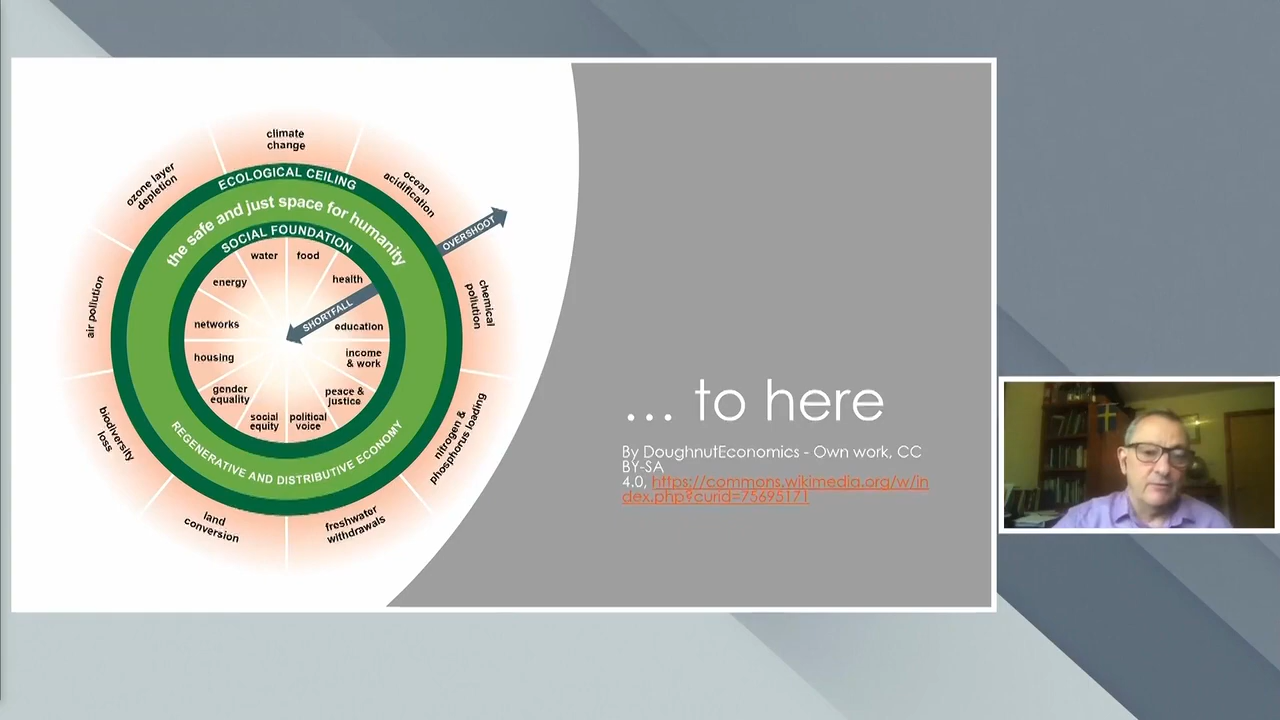 climate
change
ozone layer
depletion
ocean
acidification
ECOLOGICAL CEILING
the safe and just space for humanity
OVERSHOOT
SOCIAL FOUNDATION
water
food
energy
health
air pollution
chemical
pollution
SHORTFALL
networks
education
housing
income
& work
gender
equality
peace &
justice
social
equity
political
voice
biodiversity
loss
nitrogen &
phosphorus loading
REGENERATIVE AND DISTRIBUTIVE ECONOMY
land
conversion
freshwater
withdrawals
... to here
By DoughnutEconomics - Own work, CC
BY-SA
4.0, https://commons.wikimedia.org/w/in
dex.php?curid=75695171